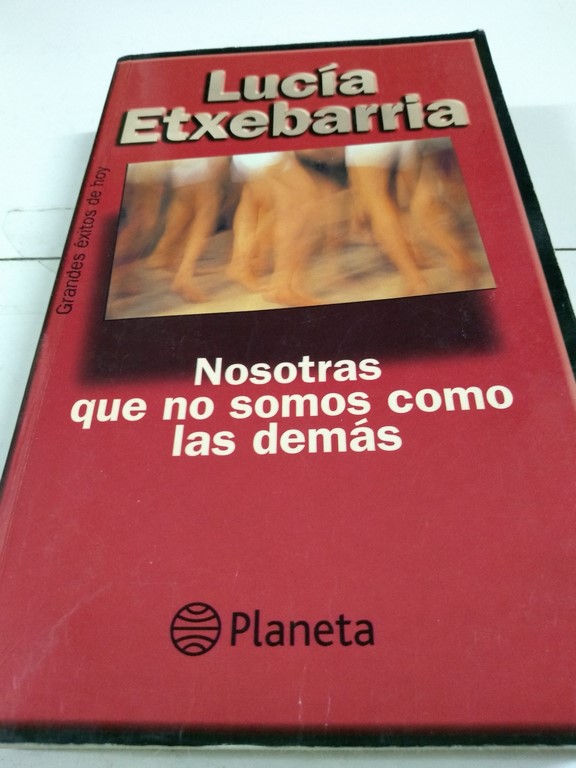 Lucía
Etxebarria
Grandes éxitos de hoy
Nosotras
que no somos como
las demás
Planeta